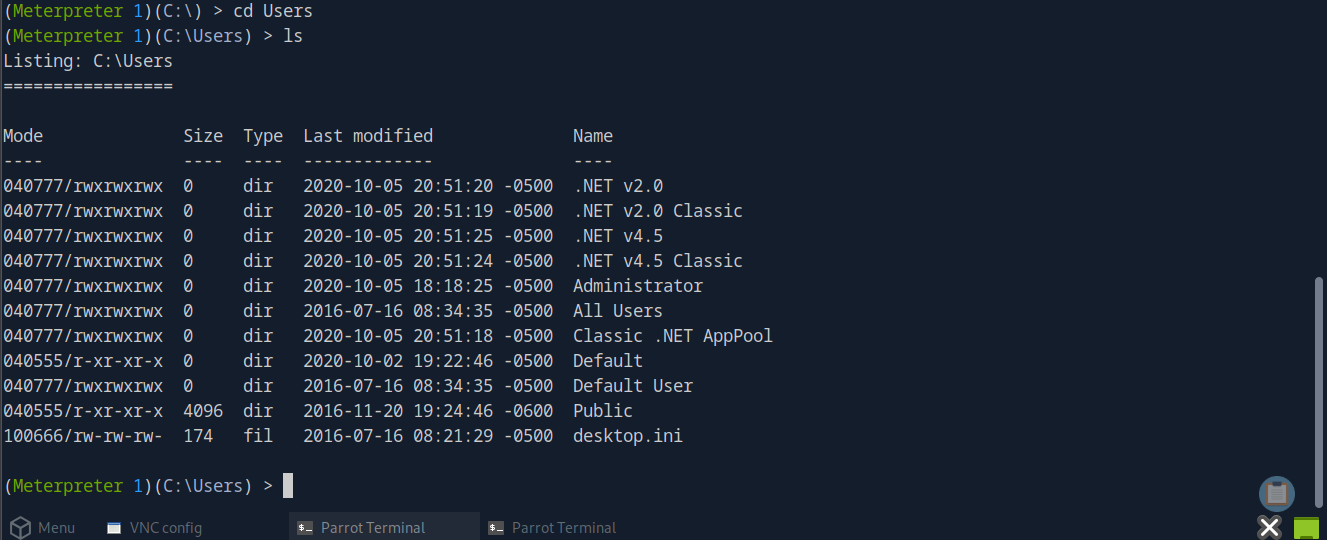 (Meterpreter 1)(C:\) > cd Users
(Meterpreter 1)(C:\Users) > ls
Listing: C:\Users
=================
Mode Size Type Last modified Name
---- ---- ---- ------------- ----
040777/rwxrwxrwx 0 dir 2020-10-05 20:51:20 -0500 .NET v2.0
040777/rwxrwxrwx 0 dir 2020-10-05 20:51:19 -0500 .NET v2.0 Classic
040777/rwxrwxrwx 0 dir 2020-10-05 20:51:25 -0500 .NET v4.5
040777/rwxrwxrwx 0 dir 2020-10-05 20:51:24 -0500 .NET v4.5 Classic
040777/rwxrwxrwx 0 dir 2020-10-05 18:18:25 -0500 Administrator
040777/rwxrwxrwx 0 dir 2016-07-16 08:34:35 -0500 All Users
040777/rwxrwxrwx 0 dir 2020-10-05 20:51:18 -0500 Classic .NET AppPool
040555/r-xr-xr-x 0 dir 2020-10-02 19:22:46 -0500 Default
040777/rwxrwxrwx 0 dir 2016-07-16 08:34:35 -0500 Default User
040555/r-xr-xr-x 4096 dir 2016-11-20 19:24:46 -0600 Public
100666/rw-rw-rw- 174 fil 2016-07-16 08:21:29 -0500 desktop.ini
(Meterpreter 1)(C:\Users) >
Menu VNC config Parrot Terminal Parrot Terminal